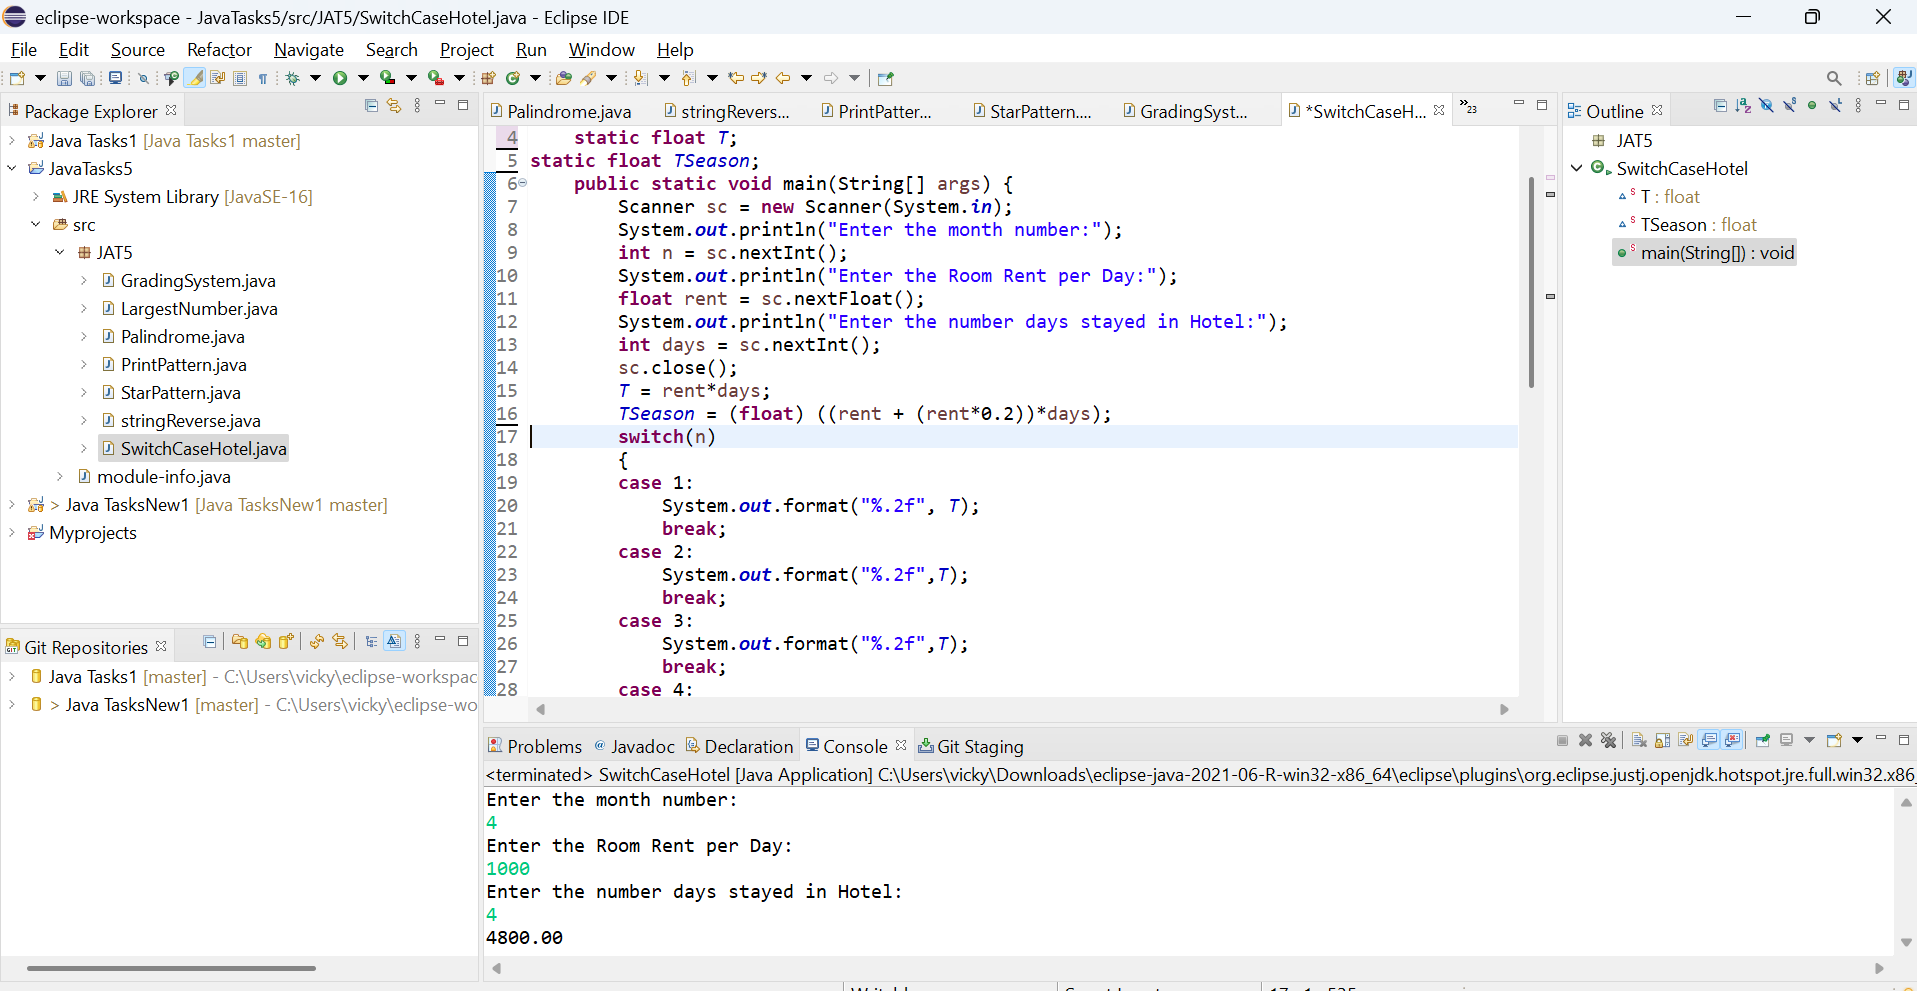 eclipse-workspace - JavaTasks5/src/JAT5/SwitchCaseHotel.java - Eclipse IDE
File Edit Source Refactor Navigate Search Project Run Window Help
Package Explorer
Java Tasks1 [Java Tasks1 master]
JavaTasks5
JRE System Library [JavaSE-16]
src
JAT5
GradingSystem.java
LargestNumber.java
Palindrome.java
PrintPattern.java
StarPattern.java
stringReverse.java
SwitchCaseHotel.java
module-info.java
> Java TasksNew1 [Java TasksNew1 master]
Myprojects
Git Repositories
Java Tasks1 [master] - C:\Users\vicky\eclipse-workspac
> Java TasksNew1 [master] - C:\Users\vicky\eclipse-wo
Palindrome.java stringRevers... PrintPatter... StarPattern.... GradingSyst... *SwitchCaseH... »23
4 static float T;
5 static float TSeason;
6 public static void main(String[] args) {
7 Scanner sc = new Scanner(System.in);
8 System.out.println("Enter the month number:");
9 int n = sc.nextInt();
10 System.out.println("Enter the Room Rent per Day:");
11 float rent = sc.nextFloat();
12 System.out.println("Enter the number days stayed in Hotel:");
13 int days = sc.nextInt();
14 sc.close();
15 T = rent*days;
16 TSeason = (float) ((rent + (rent*0.2))*days);
17 switch(n)
18 {
19 case 1:
20 System.out.format("%.2f", T);
21 break;
22 case 2:
23 System.out.format("%.2f",T);
24 break;
25 case 3:
26 System.out.format("%.2f",T);
27 break;
28 case 4:
Outline
JAT5
SwitchCaseHotel
T : float
TSeason : float
main(String[]) : void
Problems @ Javadoc Declaration Console Git Staging
<terminated> SwitchCaseHotel [Java Application] C:\Users\vicky\Downloads\eclipse-java-2021-06-R-win32-x86_64\eclipse\plugins\org.eclipse.justj.openjdk.hotspot.jre.full.win32.x86_
Enter the month number:
4
Enter the Room Rent per Day:
1000
Enter the number days stayed in Hotel:
4
4800.00